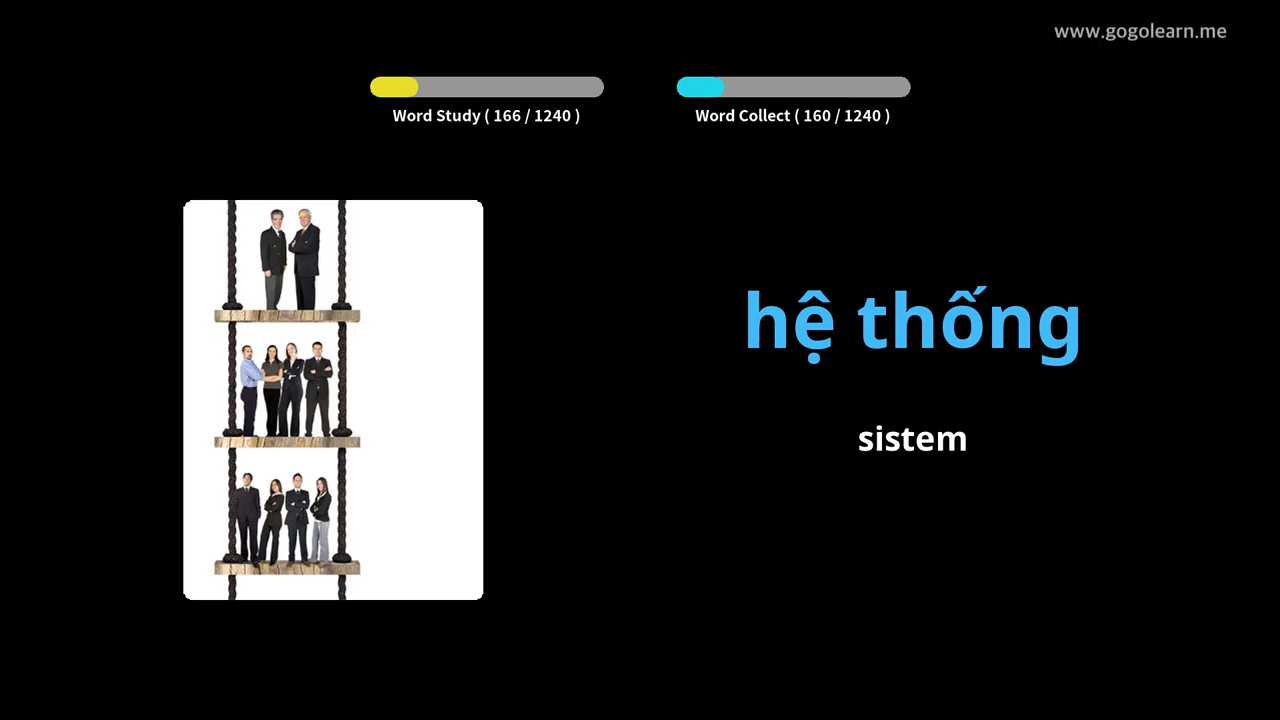 www.gogolearn.me
Word Study ( 166 / 1240 )
Word Collect ( 160 / 1240 )
hệ thống
sistem